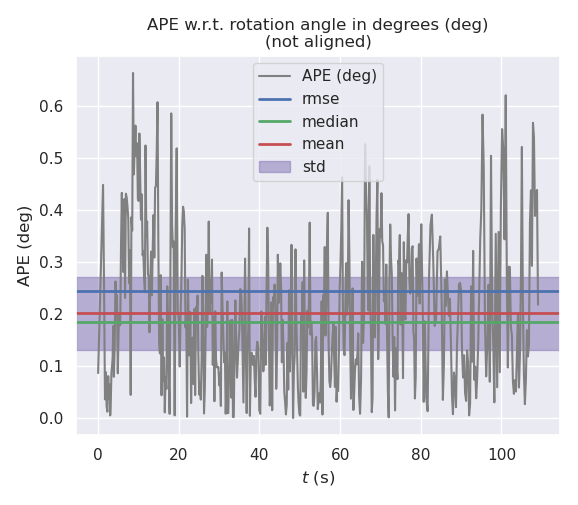 APE w.r.t. rotation angle in degrees (deg)
(not aligned)
APE (deg)
rmse
median
mean
std
APE (deg)
0.6
0.5
0.4
0.3
0.2
0.1
0.0
0 20 40 60 80 100
t (s)